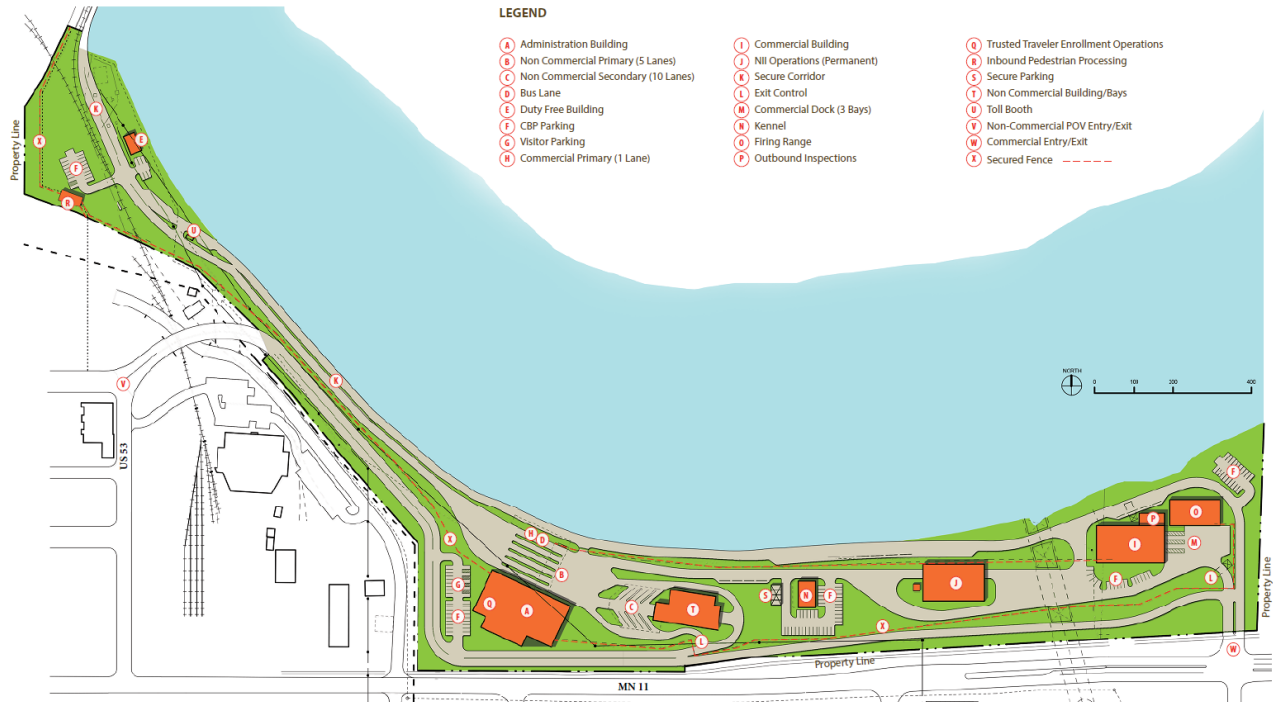 LEGEND
A Administration Building
B Non Commercial Primary (5 Lanes)
C Non Commercial Secondary (10 Lanes)
D Bus Lane
E Duty Free Building
F CBP Parking
G Visitor Parking
H Commercial Primary (1 Lane)
I Commercial Building
J NII Operations (Permanent)
K Secure Corridor
L Exit Control
M Commercial Dock (3 Bays)
N Kennel
O Firing Range
P Outbound Inspections
Q Trusted Traveler Enrollment Operations
R Inbound Pedestrian Processing
S Secure Parking
T Non Commercial Building/Bays
U Toll Booth
V Non-Commercial POV Entry/Exit
W Commercial Entry/Exit
X Secured Fence
Property Line
K
X
E
F
R
U
NORTH
0 100 200 400
K
V
US 53
F
O
P
M
I
F
L
X
H D
B
G
F
Q A
C
T
L
S
N
F
J
X
W
Property Line
Property Line
MN 11